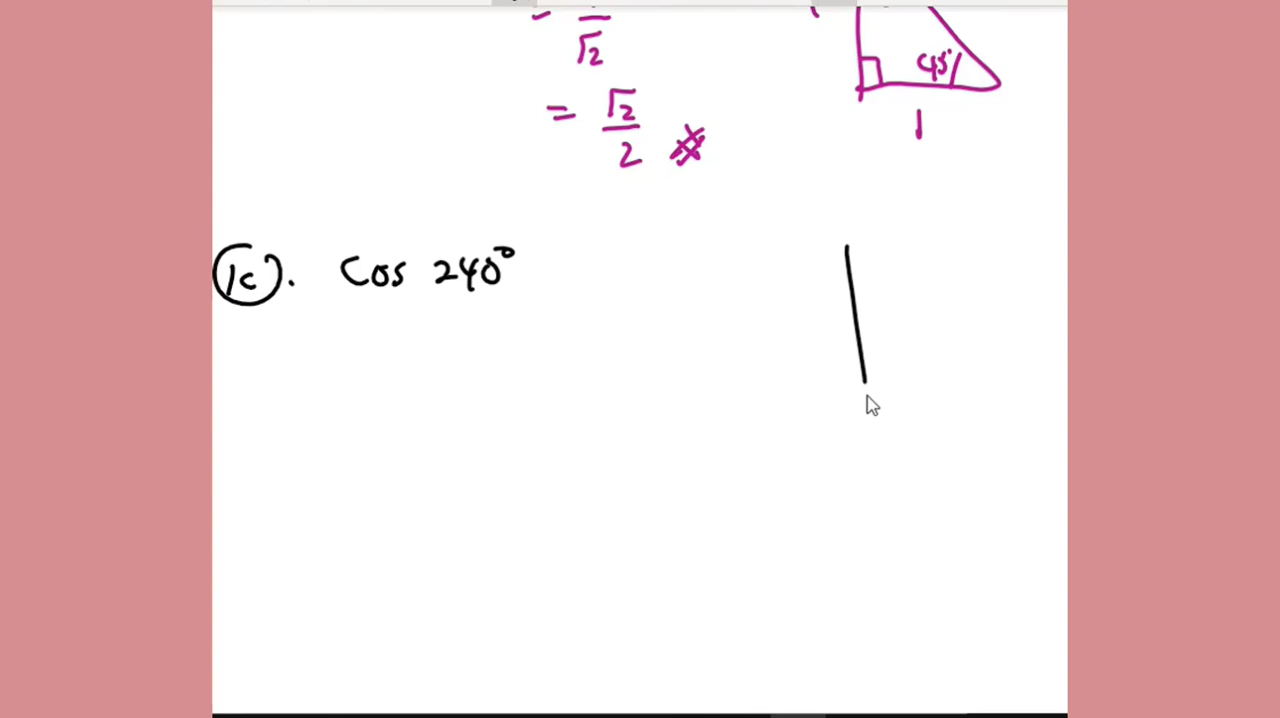 √2
45°
= √2/2 ※
1
1c). Cos 240°